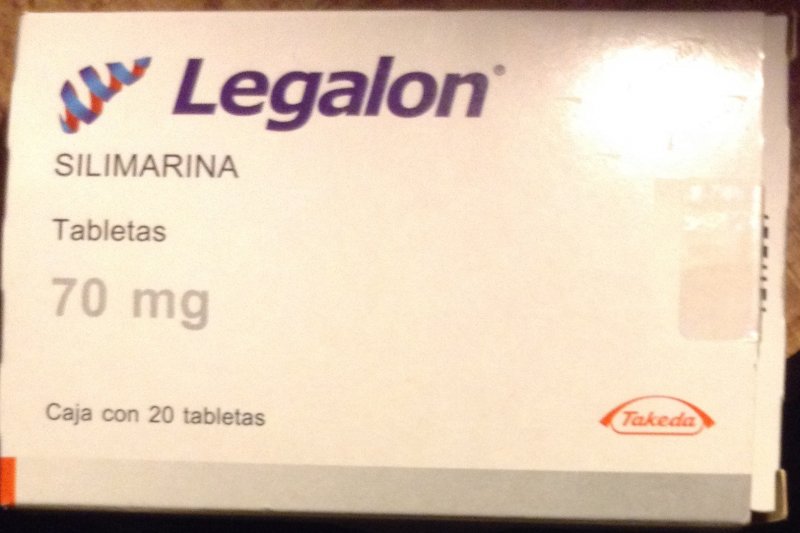 Legalon®
SILIMARINA
Tabletas
70 mg
Caja con 20 tabletas
Takeda